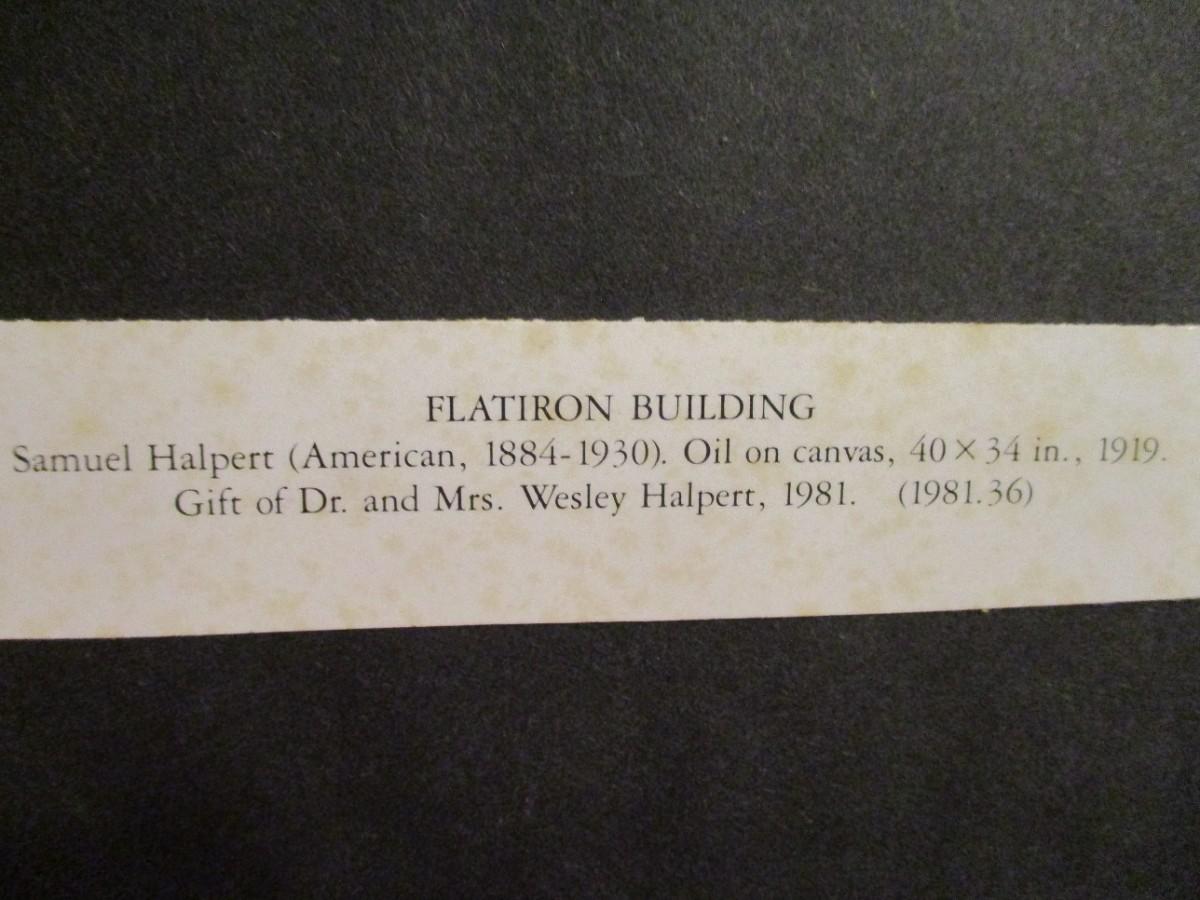 FLATIRON BUILDING
Samuel Halpert (American, 1884-1930). Oil on canvas, 40 × 34 in., 1919.
Gift of Dr. and Mrs. Wesley Halpert, 1981. (1981.36)